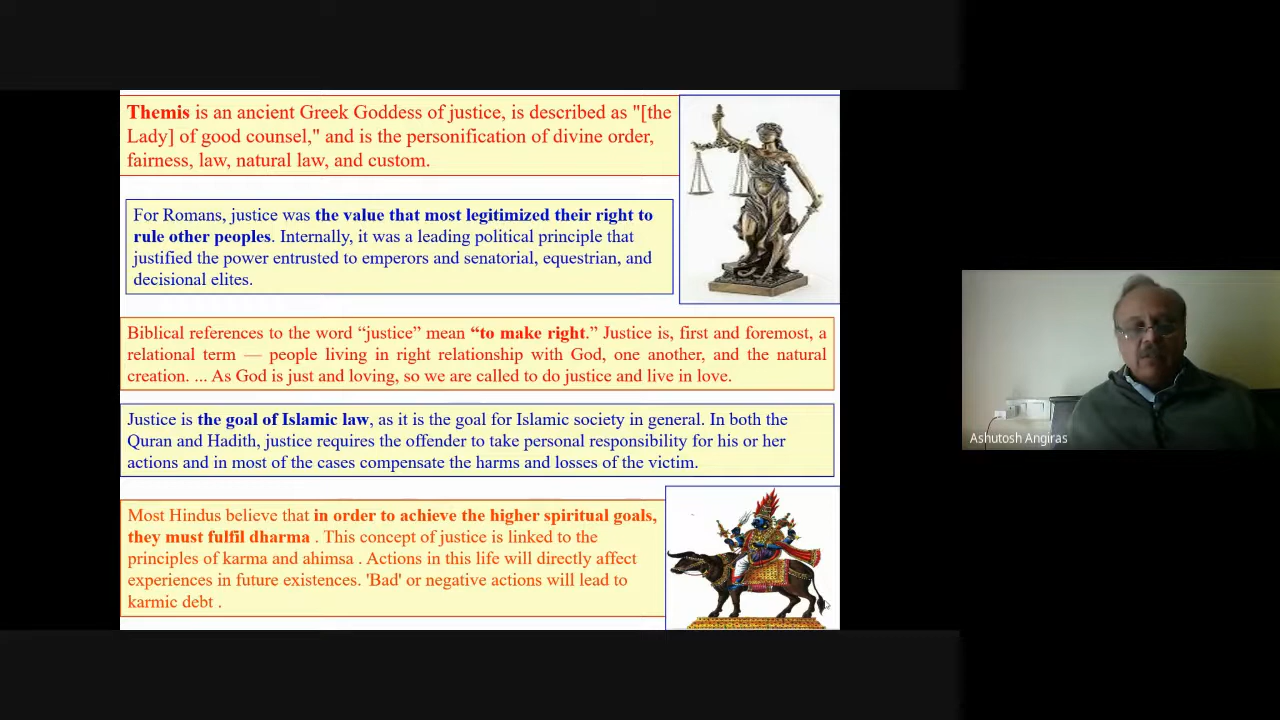 Themis is an ancient Greek Goddess of justice, is described as "[the
Lady] of good counsel," and is the personification of divine order,
fairness, law, natural law, and custom.
For Romans, justice was the value that most legitimized their right to
rule other peoples. Internally, it was a leading political principle that
justified the power entrusted to emperors and senatorial, equestrian, and
decisional elites.
Biblical references to the word “justice” mean “to make right.” Justice is, first and foremost, a
relational term — people living in right relationship with God, one another, and the natural
creation. ... As God is just and loving, so we are called to do justice and live in love.
Justice is the goal of Islamic law, as it is the goal for Islamic society in general. In both the
Quran and Hadith, justice requires the offender to take personal responsibility for his or her
actions and in most of the cases compensate the harms and losses of the victim.
Most Hindus believe that in order to achieve the higher spiritual goals,
they must fulfil dharma . This concept of justice is linked to the
principles of karma and ahimsa . Actions in this life will directly affect
experiences in future existences. 'Bad' or negative actions will lead to
karmic debt .
Ashutosh Angiras